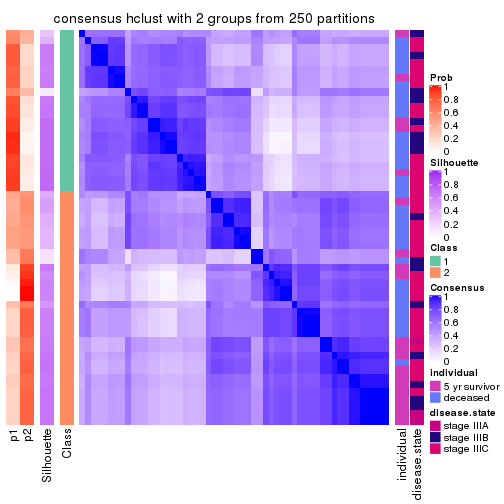 consensus hclust with 2 groups from 250 partitions
Prob
1
0.8
0.6
0.4
0.2
0
Silhouette
1
0.8
0.6
0.4
0.2
0
Class
1
2
Consensus
1
0.8
0.6
0.4
0.2
0
individual
5 yr survivor
deceased
disease.state
stage IIIA
stage IIIB
stage IIIC
p1
p2
Silhouette
Class
individual
disease.state